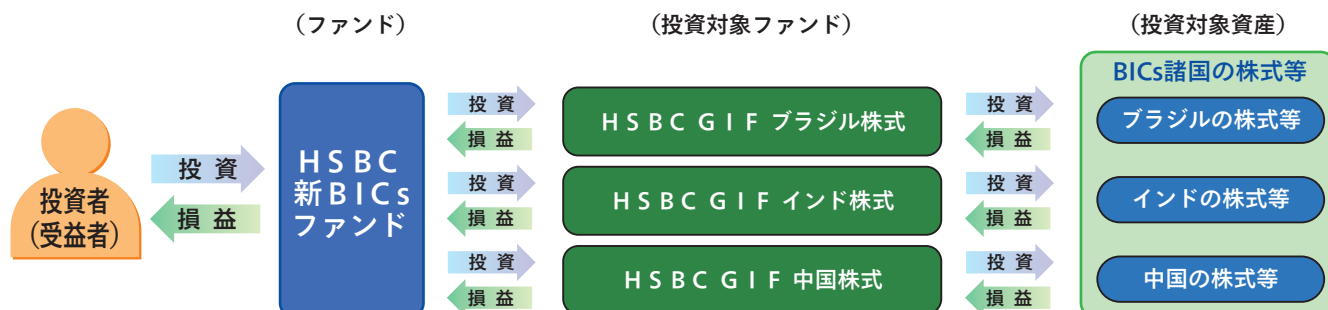 （ファンド）
（投資対象ファンド）
（投資対象資産）
投資者
（受益者）
投資
損益
HSBC
新BICs
ファンド
投資
損益
投資
損益
投資
損益
HSBC GIF ブラジル株式
HSBC GIF インド株式
HSBC GIF 中国株式
投資
損益
投資
損益
投資
損益
BICs諸国の株式等
ブラジルの株式等
インドの株式等
中国の株式等